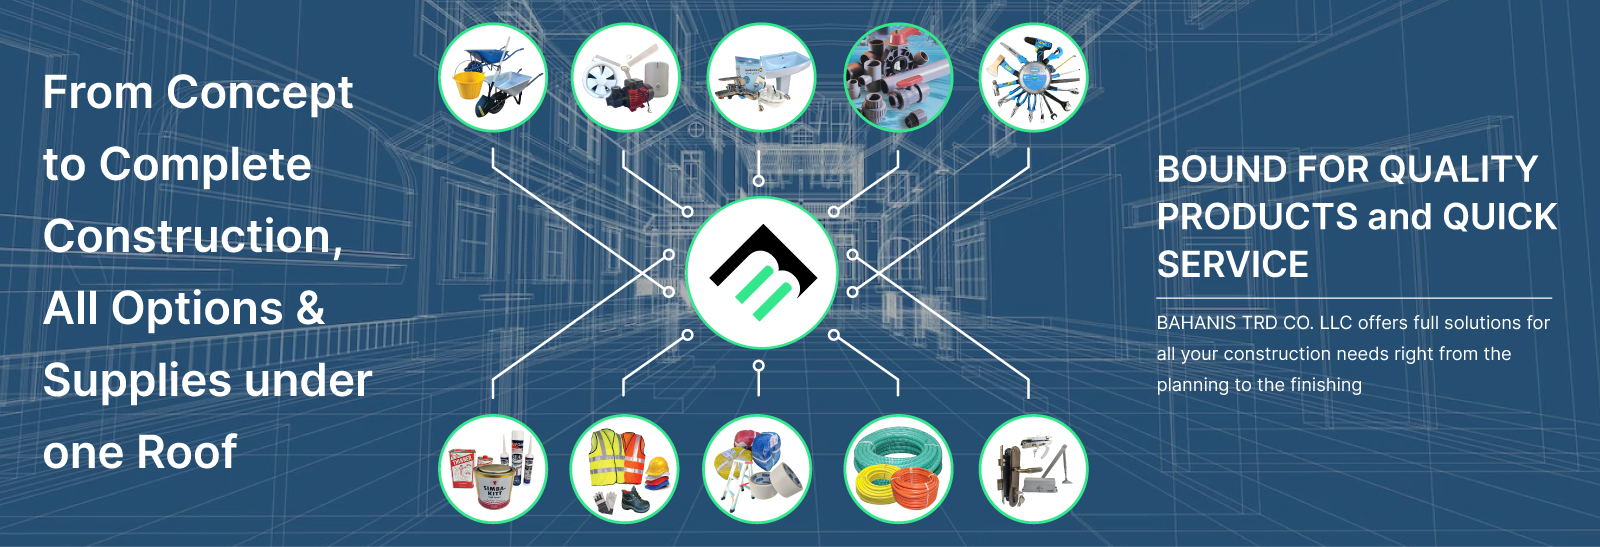 From Concept
to Complete
Construction,
All Options &
Supplies under
one Roof
BOUND FOR QUALITY
PRODUCTS and QUICK
SERVICE
BAHANIS TRD CO. LLC offers full solutions for
all your construction needs right from the
planning to the finishing
THINNER
SIMBA-
KITT